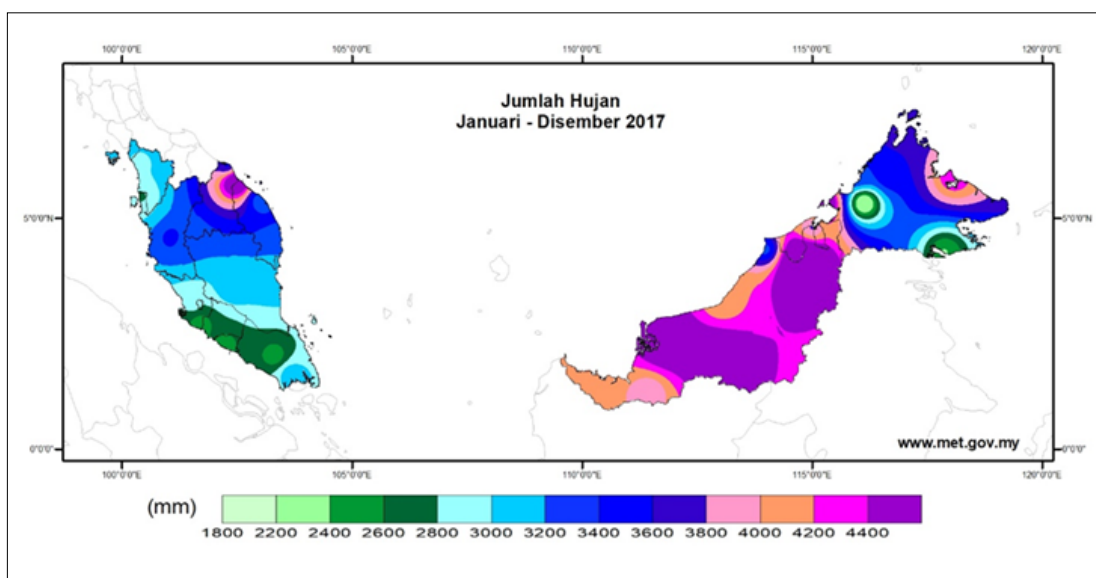 100°0'0"E 105°0'0"E 110°0'0"E 115°0'0"E 120°0'0"E
Jumlah Hujan
Januari - Disember 2017
5°0'0"N 5°0'0"N
www.met.gov.my
0°0'0" 0°0'0"
100°0'0"E 105°0'0"E 110°0'0"E 115°0'0"E 120°0'0"E
(mm)
1800 2200 2400 2600 2800 3000 3200 3400 3600 3800 4000 4200 4400